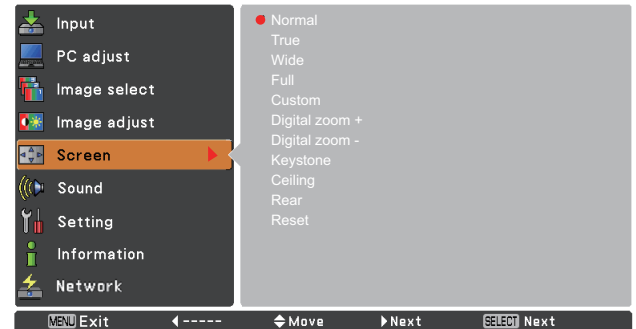 Input
PC adjust
Image select
Image adjust
Screen
Sound
Setting
Information
Network
Normal
True
Wide
Full
Custom
Digital zoom +
Digital zoom -
Keystone
Ceiling
Rear
Reset
MENU Exit ----- Move Next SELECT Next